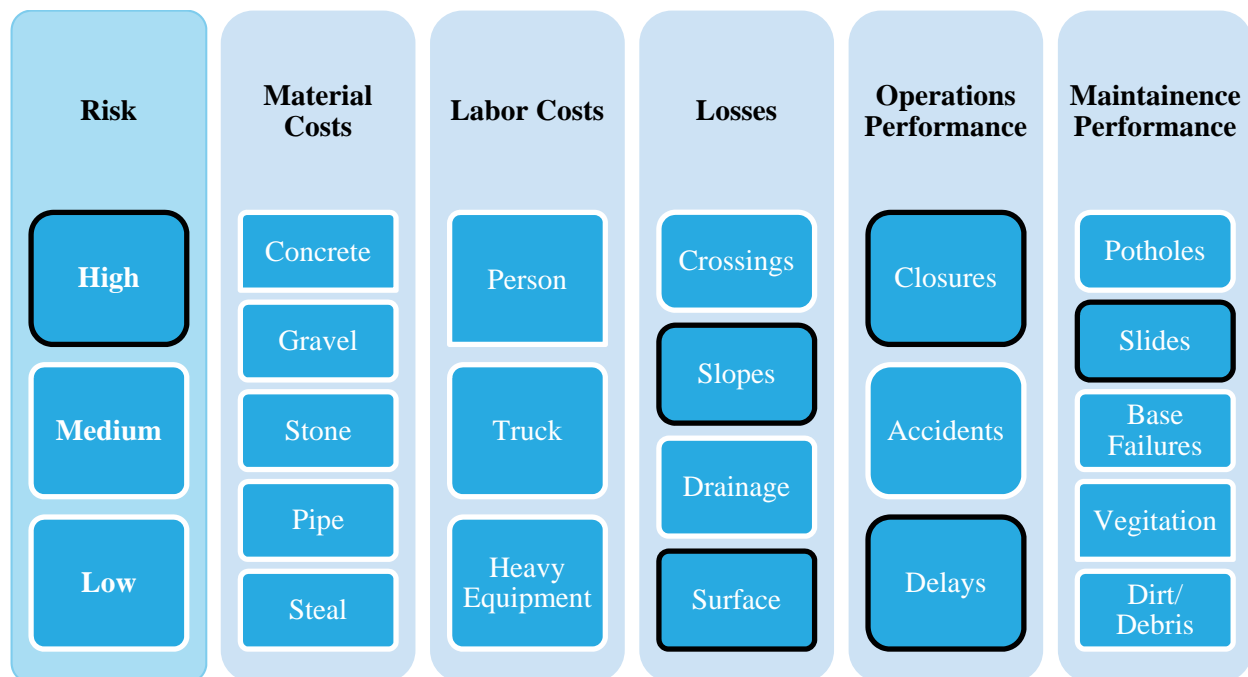 Risk
High
Medium
Low
Material
Costs
Concrete
Gravel
Stone
Pipe
Steal
Labor Costs
Person
Truck
Heavy
Equipment
Losses
Crossings
Slopes
Drainage
Surface
Operations
Performance
Closures
Accidents
Delays
Maintainence
Performance
Potholes
Slides
Base
Failures
Vegitation
Dirt/
Debris